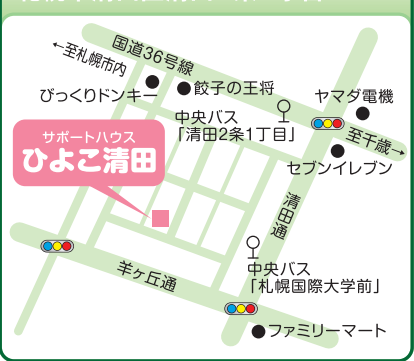 国道36号線
←至札幌市内
びっくりドンキー
餃子の王将
ヤマダ電機
中央バス
「清田2条1丁目」
至千歳→
セブンイレブン
サポートハウス
ひよこ清田
清田通
羊ヶ丘通
中央バス
「札幌国際大学前」
ファミリーマート